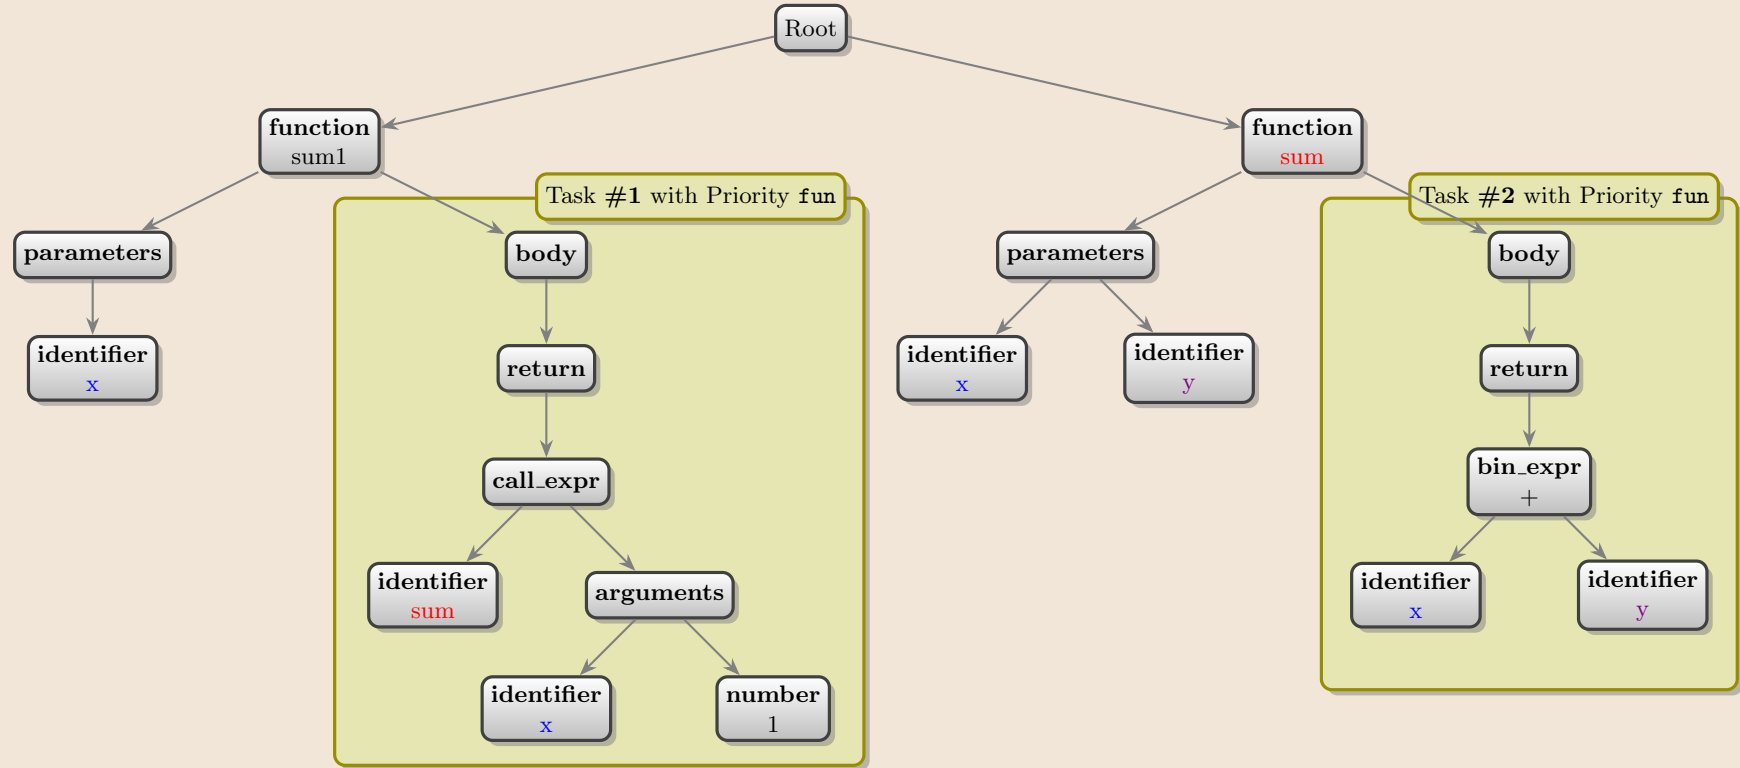 Root
function
sum1
function
sum
Task #1 with Priority fun
Task #2 with Priority fun
parameters
body
parameters
body
identifier
x
return
identifier
x
identifier
y
return
call_expr
bin_expr
+
identifier
sum
arguments
identifier
x
identifier
y
identifier
x
number
1